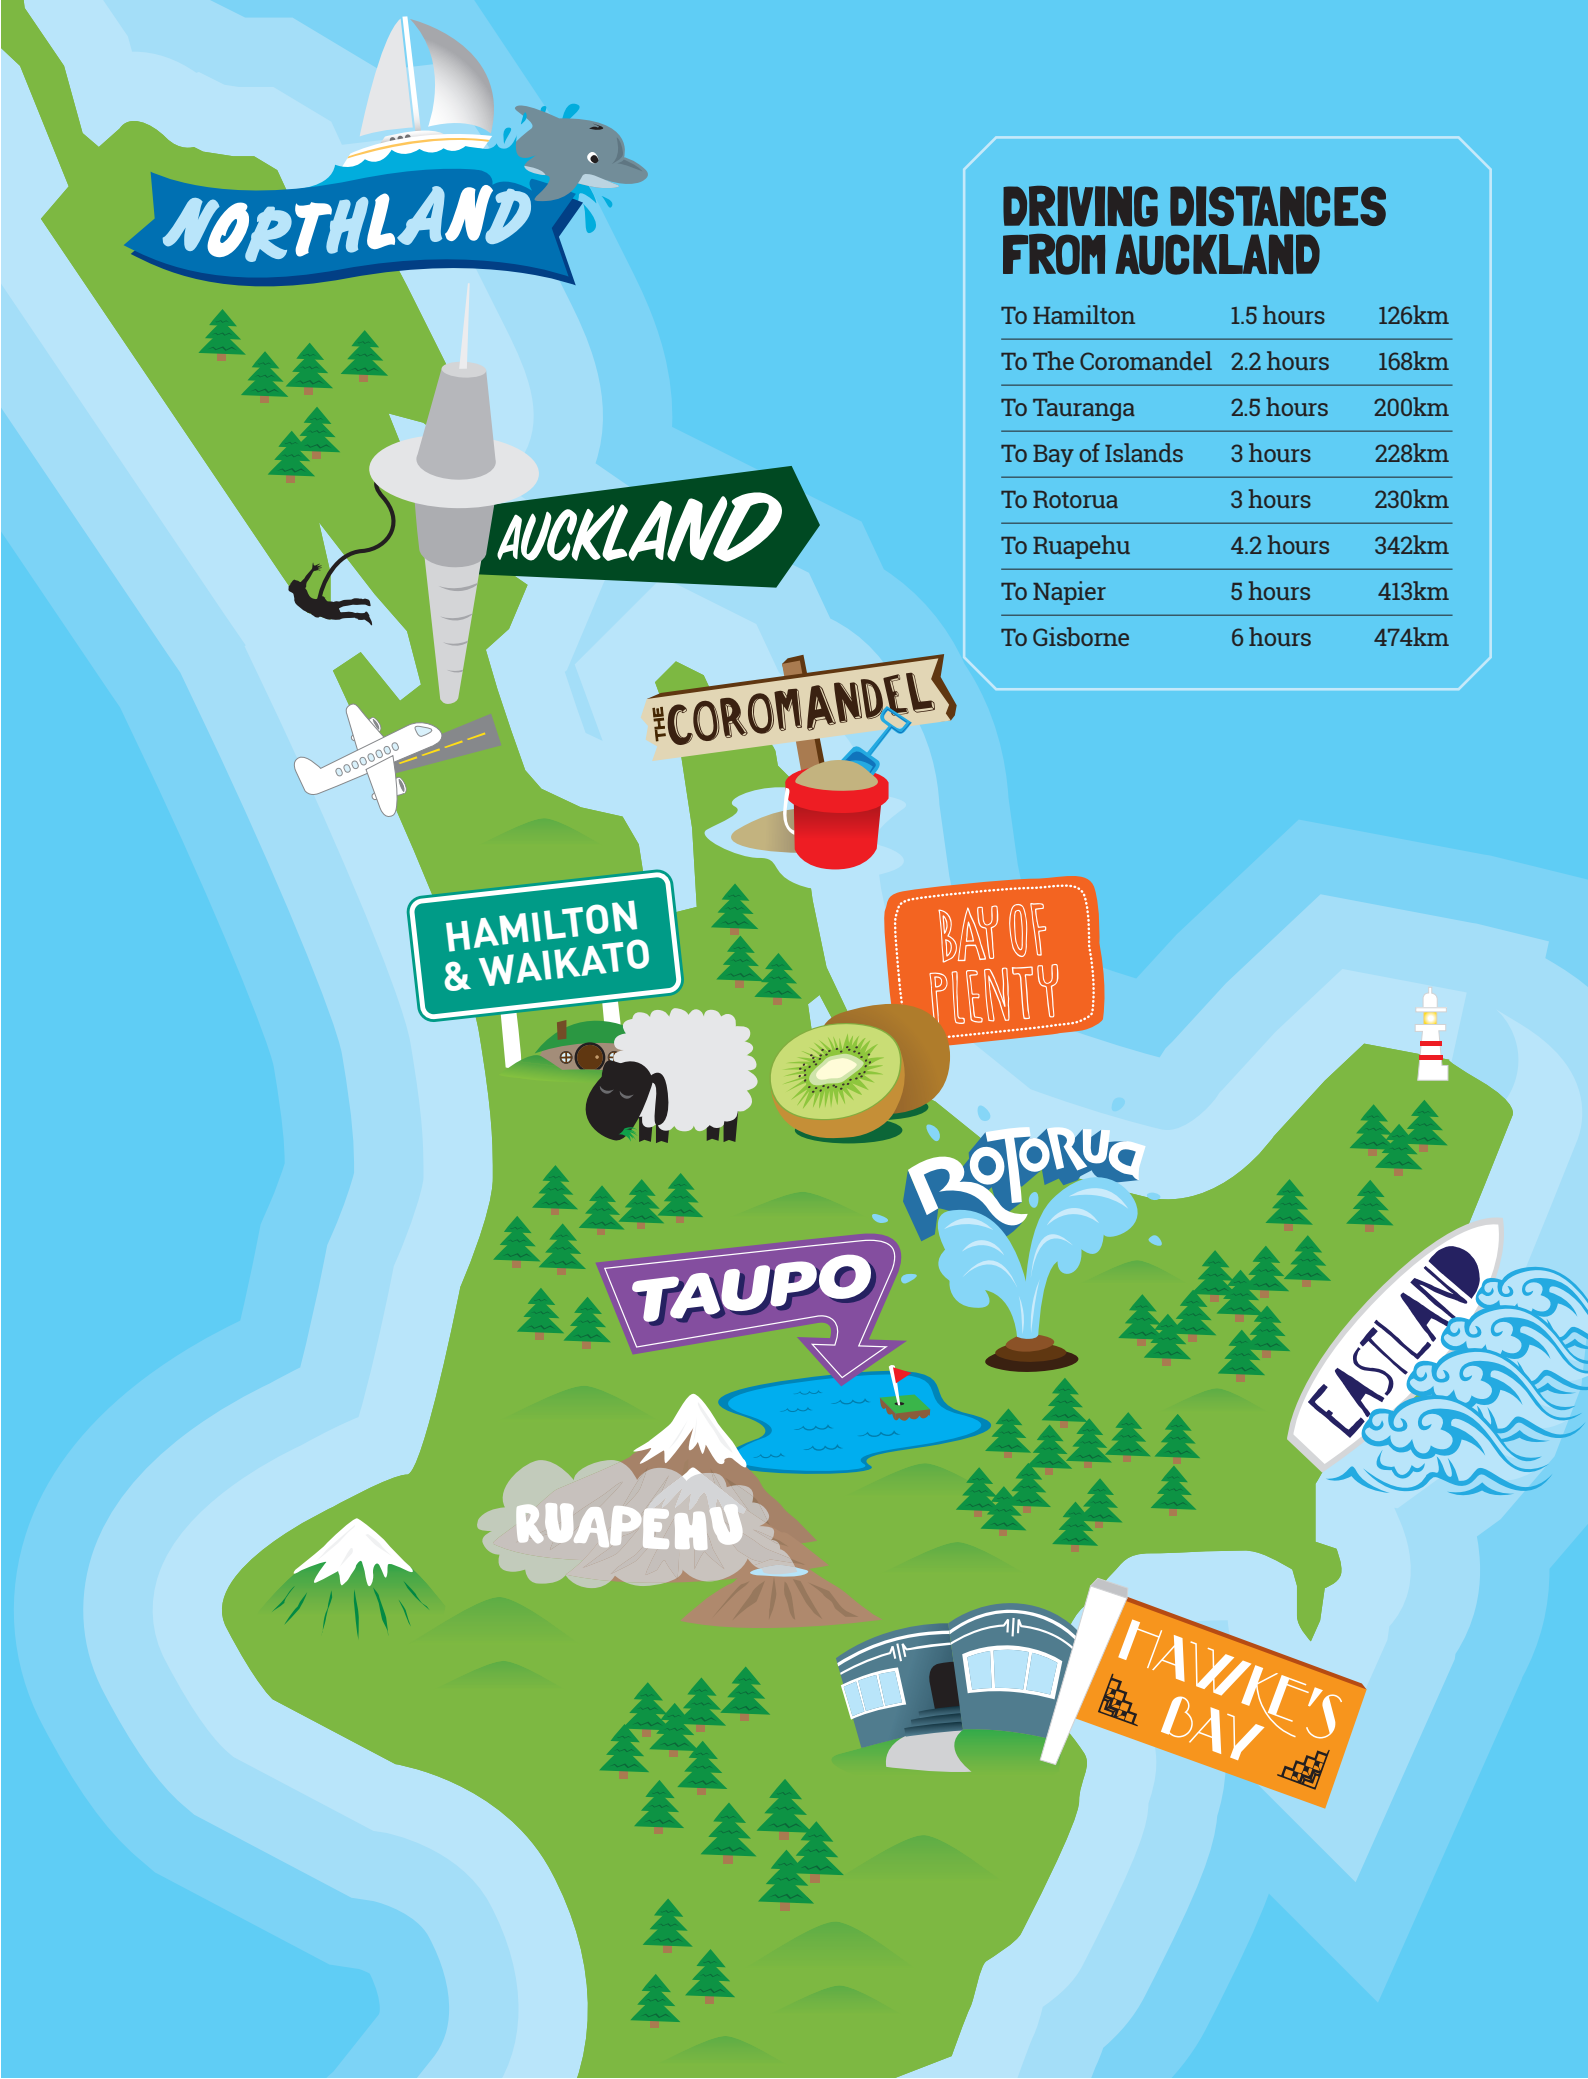 NORTHLAND
DRIVING DISTANCES
FROM AUCKLAND
To Hamilton 1.5 hours 126km
To The Coromandel 2.2 hours 168km
To Tauranga 2.5 hours 200km
To Bay of Islands 3 hours 228km
To Rotorua 3 hours 230km
To Ruapehu 4.2 hours 342km
To Napier 5 hours 413km
To Gisborne 6 hours 474km
AUCKLAND
THE COROMANDEL
HAMILTON
& WAIKATO
BAY OF
PLENTY
ROTORUA
TAUPO
EASTLAND
RUAPEHU
HAWKE'S
BAY